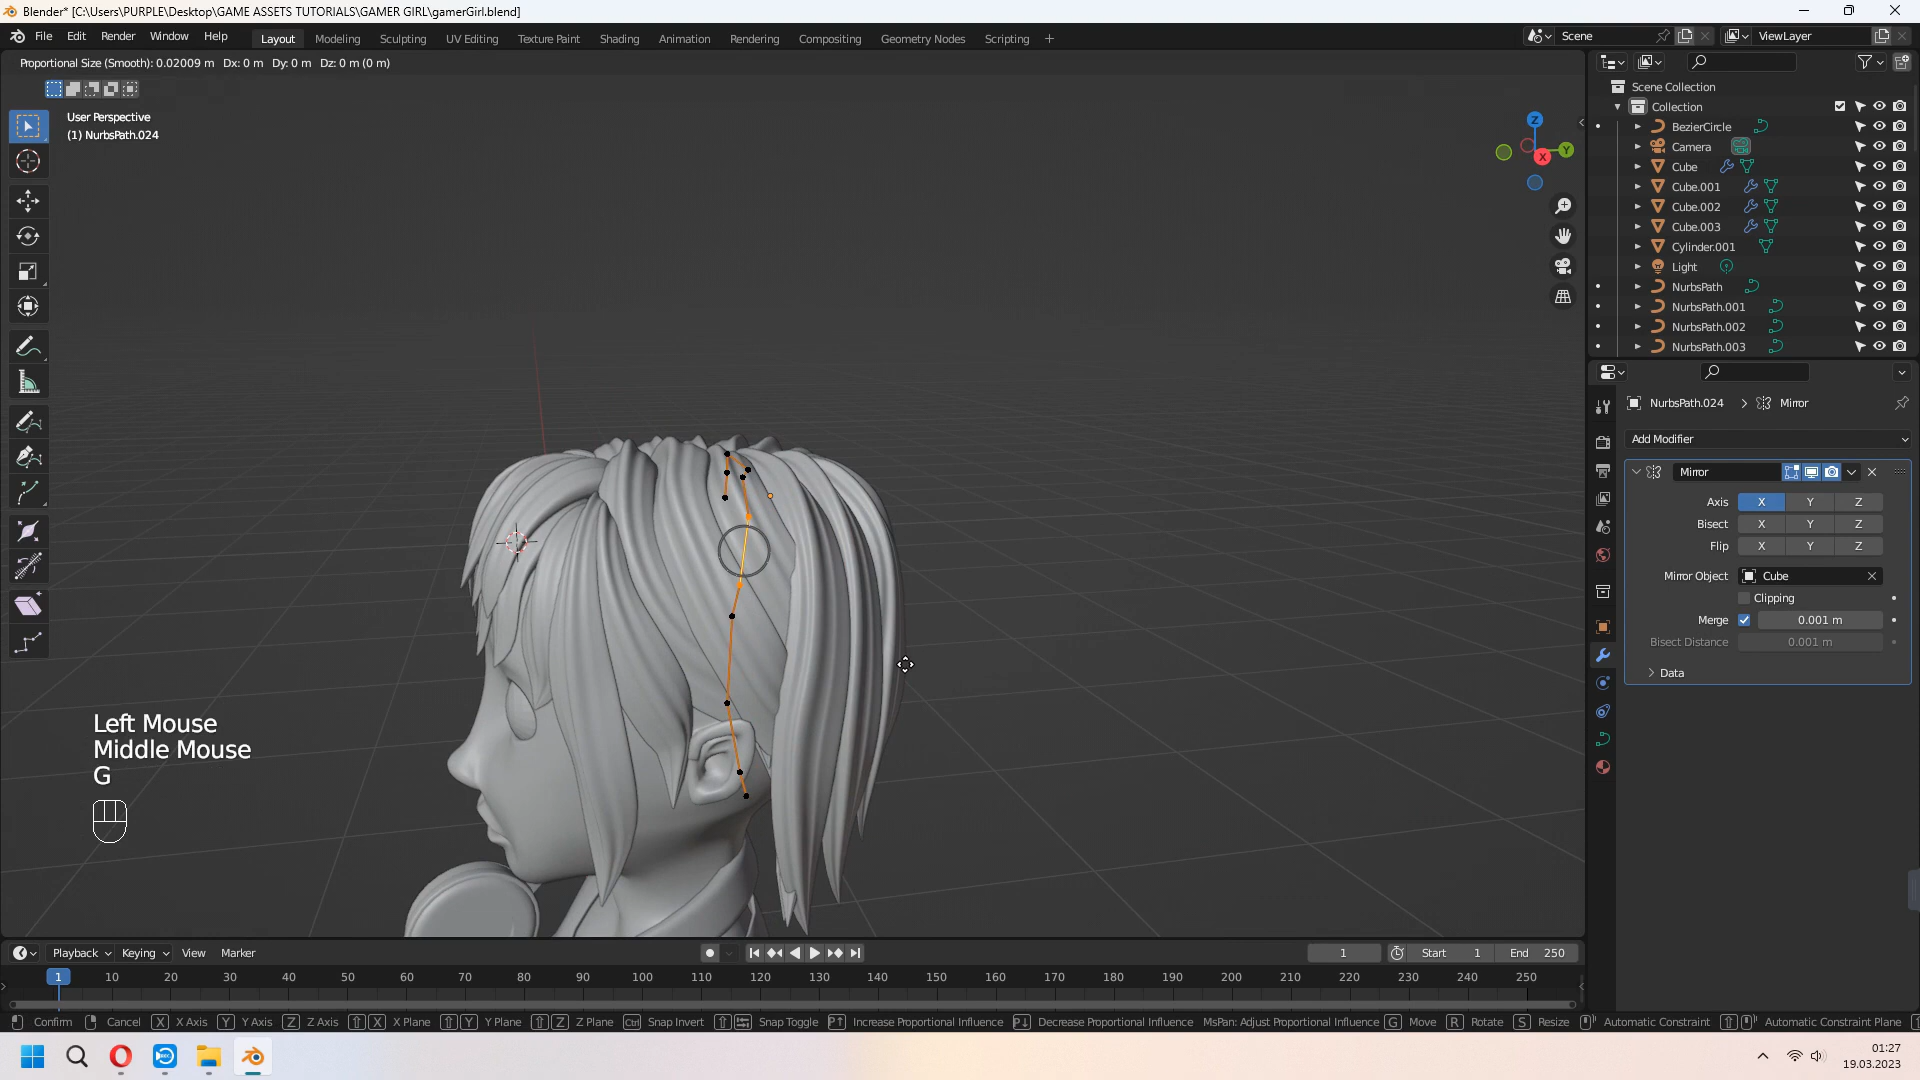 Blender* [C:\Users\PURPLE\Desktop\GAME ASSETS TUTORIALS\GAMER GIRL\gamerGirl.blend]
File Edit Render Window Help Layout Modeling Sculpting UV Editing Texture Paint Shading Animation Rendering Compositing Geometry Nodes Scripting + Scene ViewLayer
Proportional Size (Smooth): 0.02009 m Dx: 0 m Dy: 0 m Dz: 0 m (0 m)
User Perspective
(1) NurbsPath.024
Z
Y
X
Scene Collection
Collection
BezierCircle
Camera
Cube
Cube.001
Cube.002
Cube.003
Cylinder.001
Light
NurbsPath
NurbsPath.001
NurbsPath.002
NurbsPath.003
NurbsPath.024 > Mirror
Add Modifier
Mirror
Axis X Y Z
Bisect X Y Z
Flip X Y Z
Mirror Object Cube
Clipping
Merge 0.001 m
Bisect Distance 0.001 m
Data
Left Mouse
Middle Mouse
G
Playback Keying View Marker 1 Start 1 End 250
1 10 20 30 40 50 60 70 80 90 100 110 120 130 140 150 160 170 180 190 200 210 220 230 240 250
Confirm Cancel X X Axis Y Y Axis Z Z Axis X X Plane Y Y Plane Z Z Plane Ctrl Snap Invert Snap Toggle P↑ Increase Proportional Influence P↓ Decrease Proportional Influence MsPan: Adjust Proportional Influence G Move R Rotate S Resize Automatic Constraint Automatic Constraint Plane
01:27
19.03.2023